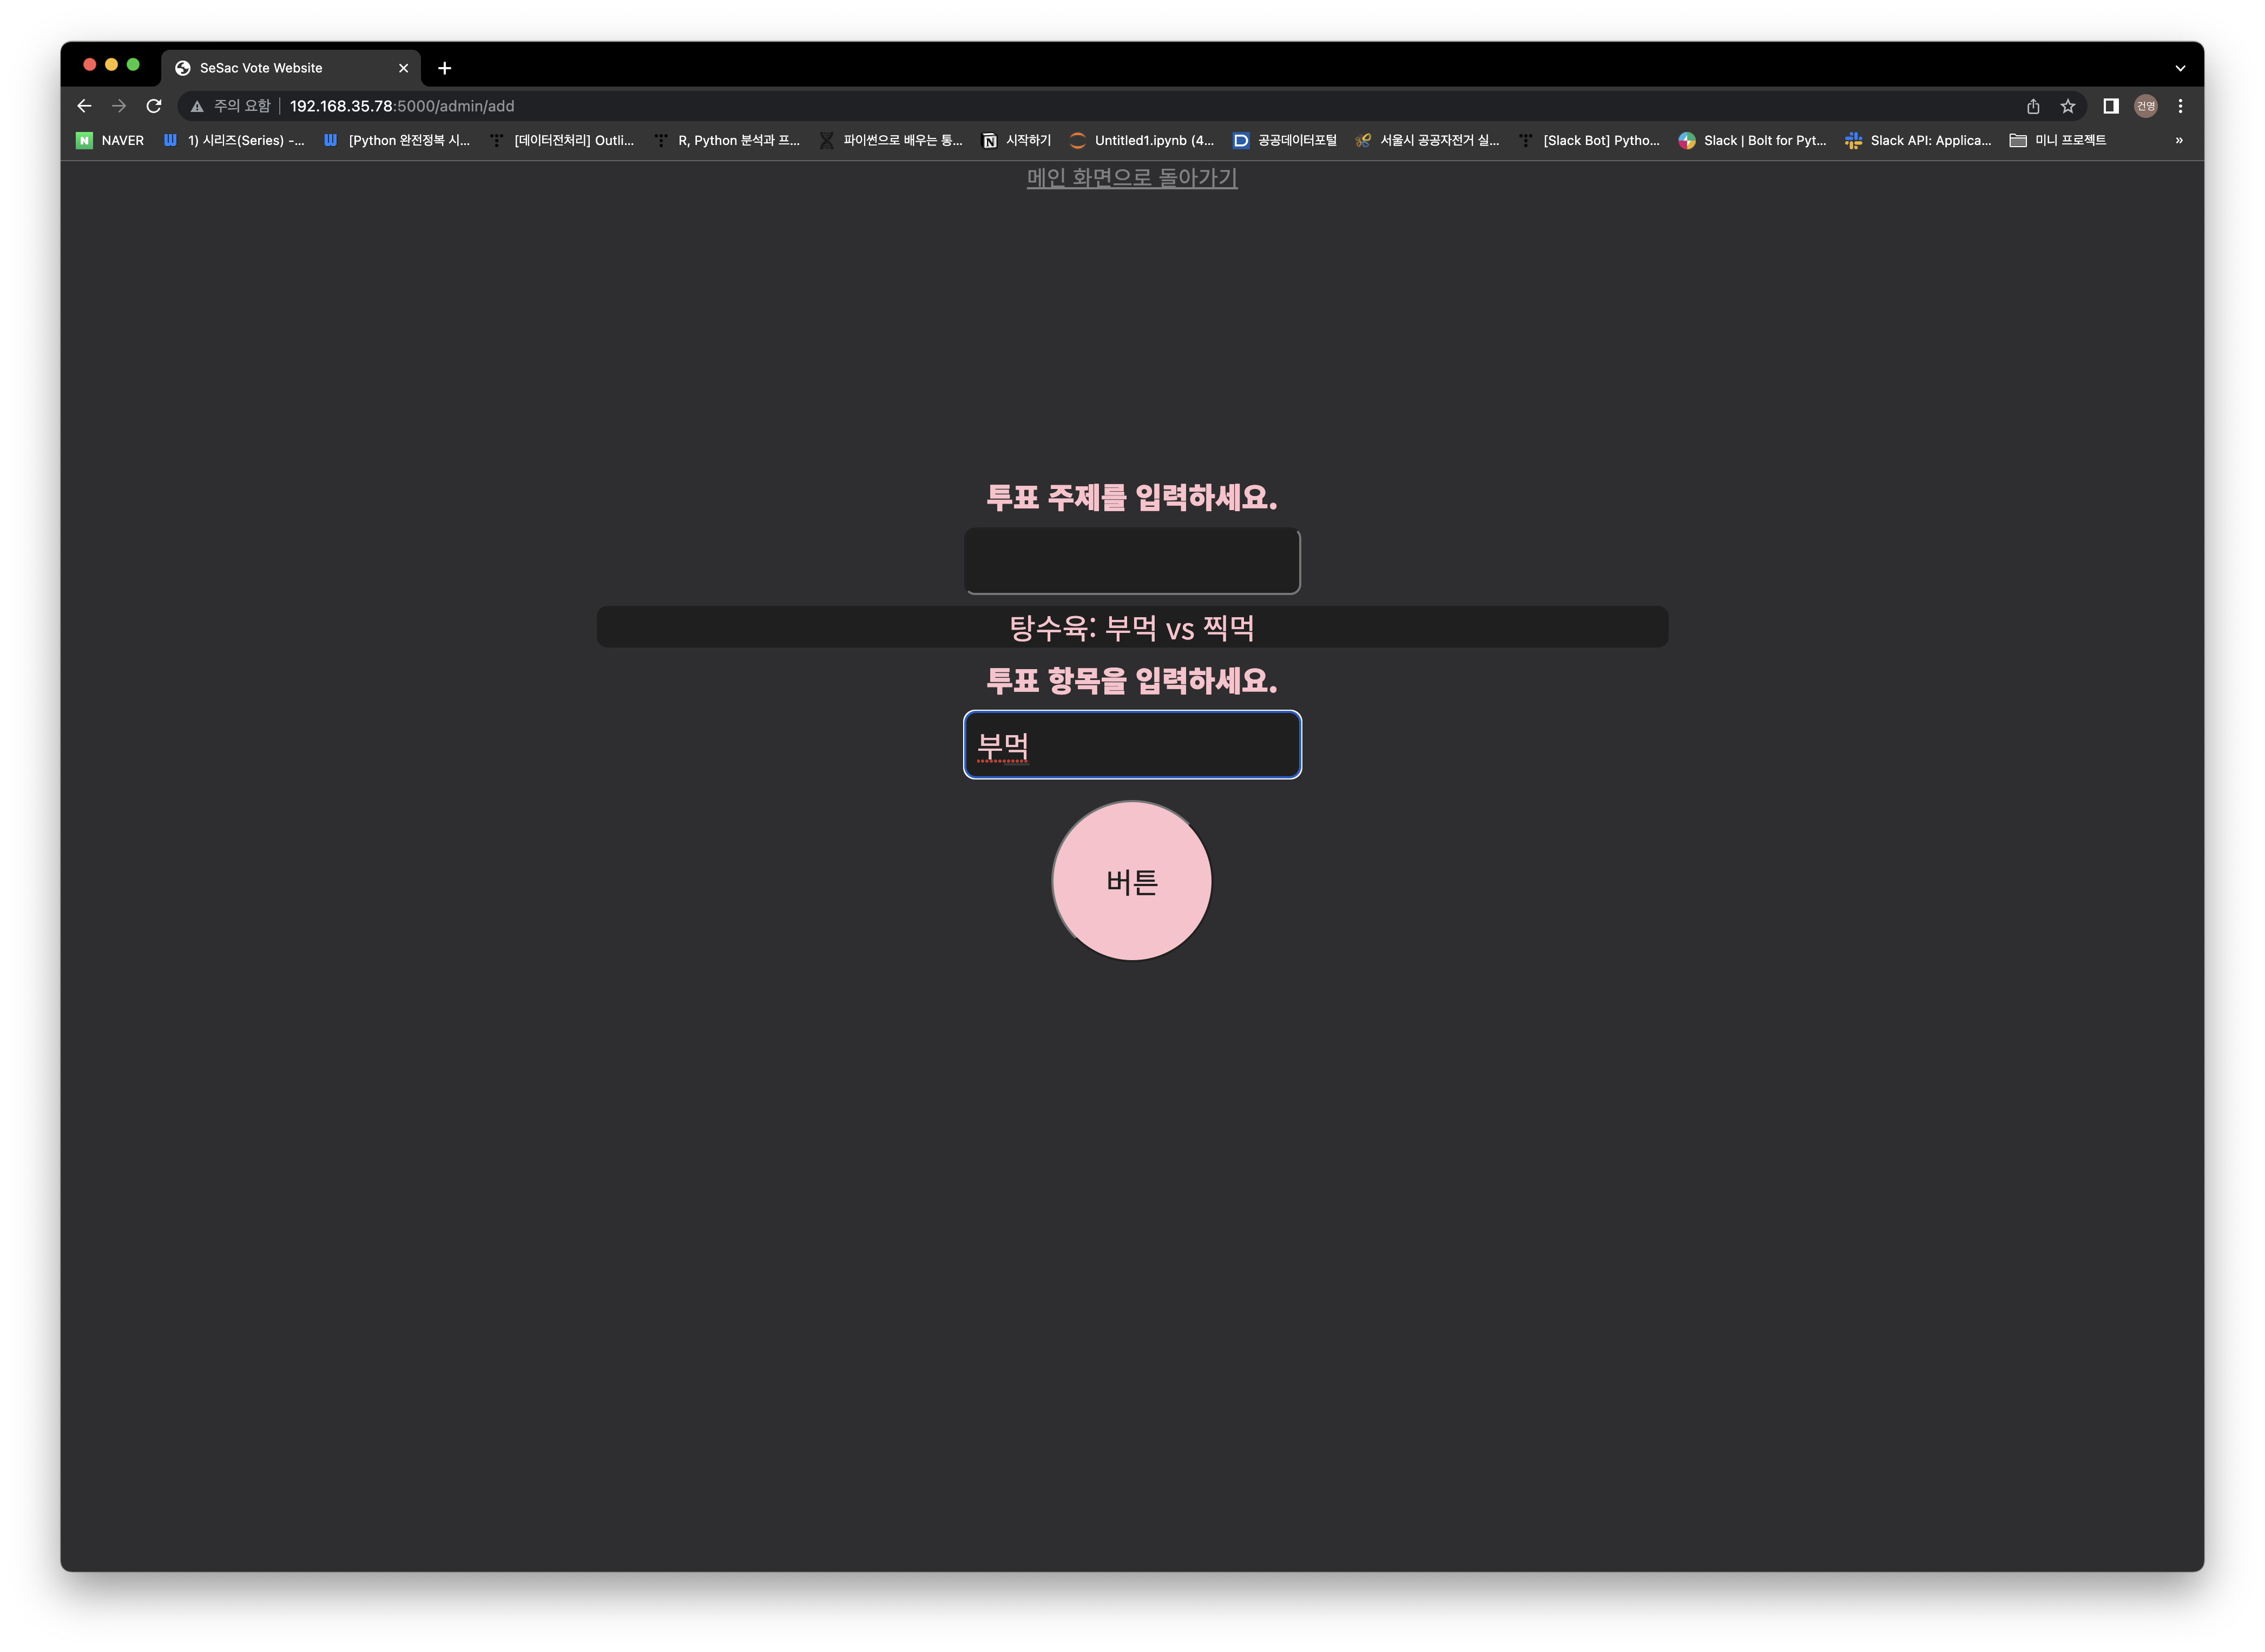 SeSac Vote Website
주의 요함 192.168.35.78:5000/admin/add
건영
NAVER 1) 시리즈(Series) -... [Python 완전정복 시... [데이터전처리] Outli... R, Python 분석과 프... 파이썬으로 배우는 통... 시작하기 Untitled1.ipynb (4... 공공데이터포털 서울시 공공자전거 실... [Slack Bot] Pytho... Slack | Bolt for Pyt... Slack API: Applica... 미니 프로젝트 »
메인 화면으로 돌아가기
투표 주제를 입력하세요.
탕수육: 부먹 vs 찍먹
투표 항목을 입력하세요.
부먹
버튼